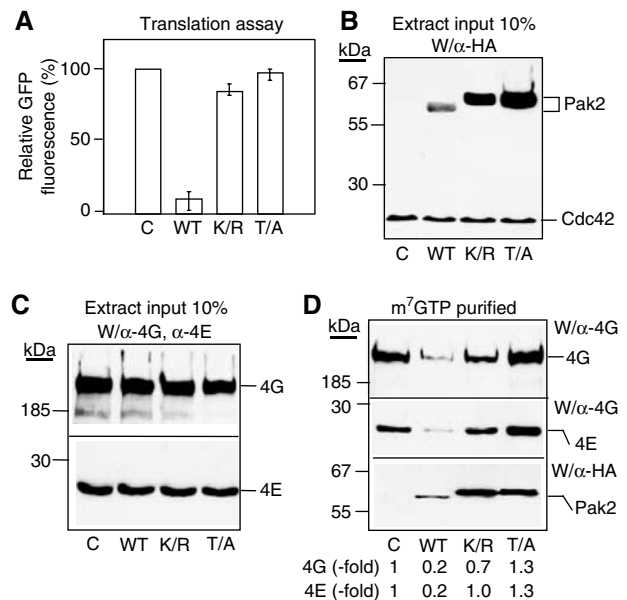 A
Translation assay
Relative GFP
fluorescence (%)
100
50
0
C WT K/R T/A
B
Extract input 10%
W/α-HA
kDa
67
55
30
Pak2
Cdc42
C WT K/R T/A
C
Extract input 10%
W/α-4G, α-4E
kDa
185
30
4G
4E
C WT K/R T/A
D
m⁷GTP purified
kDa
W/α-4G
4G
185
30
W/α-4G
4E
67
W/α-HA
55
Pak2
C WT K/R T/A
4G (-fold) 1 0.2 0.7 1.3
4E (-fold) 1 0.2 1.0 1.3